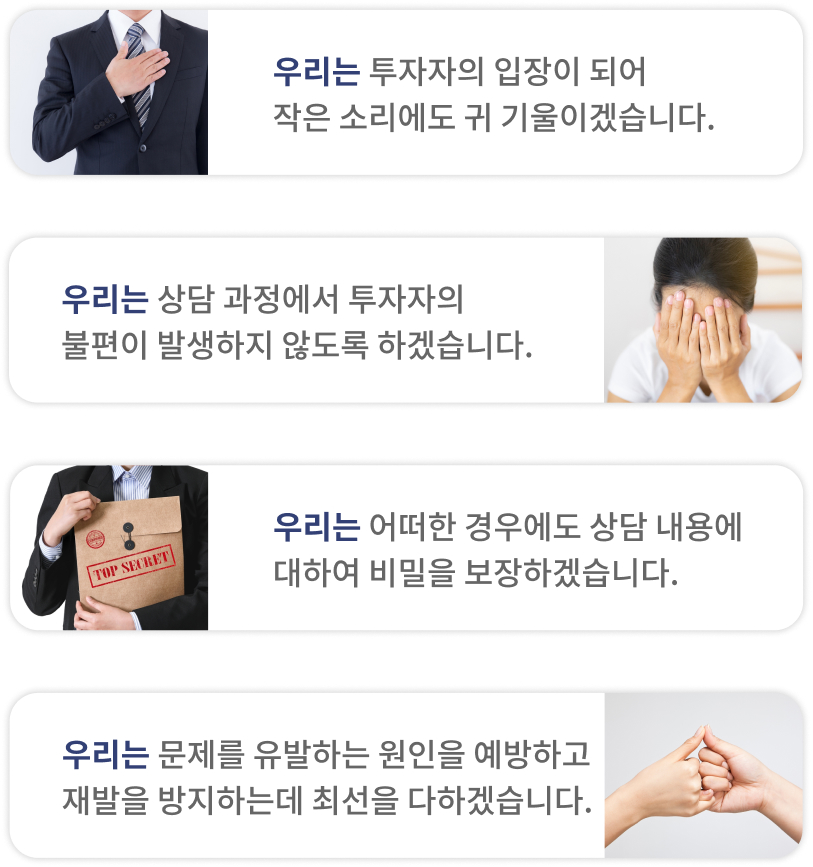 우리는 투자자의 입장이 되어
작은 소리에도 귀 기울이겠습니다.
우리는 상담 과정에서 투자자의
불편이 발생하지 않도록 하겠습니다.
TOP SECRET
우리는 어떠한 경우에도 상담 내용에
대하여 비밀을 보장하겠습니다.
우리는 문제를 유발하는 원인을 예방하고
재발을 방지하는데 최선을 다하겠습니다.